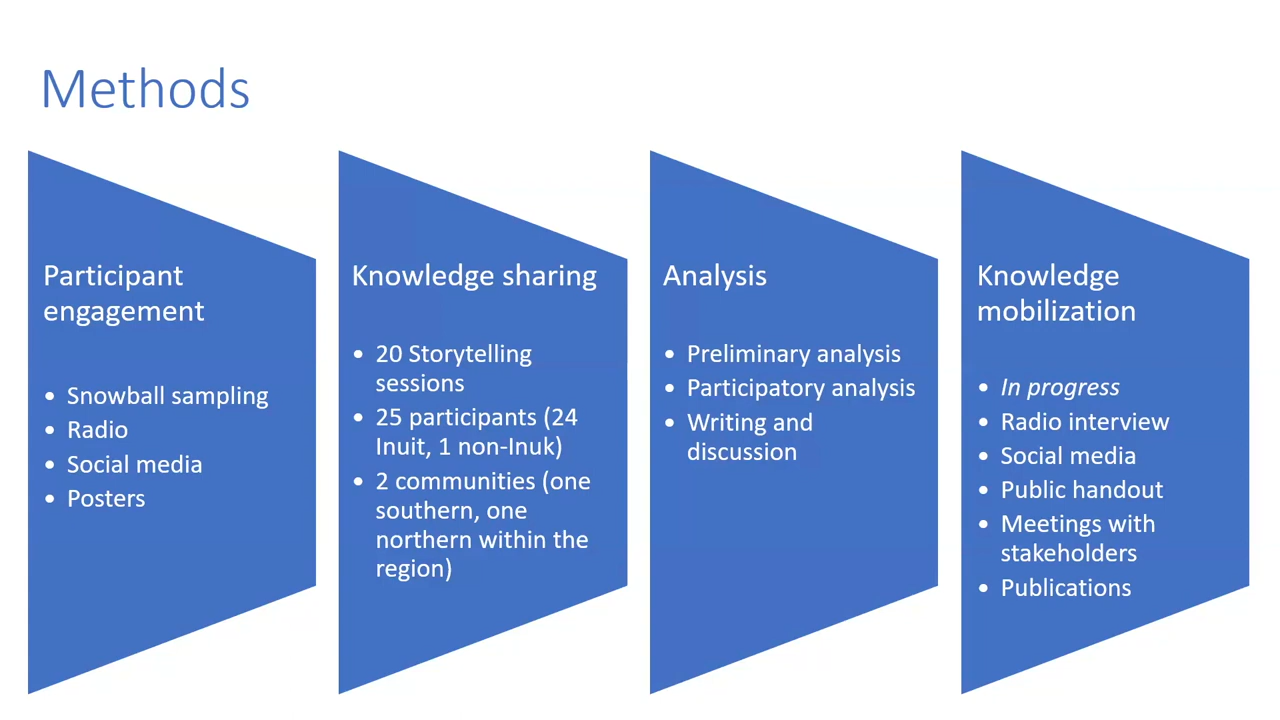 Methods
Participant
engagement
• Snowball sampling
• Radio
• Social media
• Posters
Knowledge sharing
• 20 Storytelling
sessions
• 25 participants (24
Inuit, 1 non-Inuk)
• 2 communities (one
southern, one
northern within the
region)
Analysis
• Preliminary analysis
• Participatory analysis
• Writing and
discussion
Knowledge
mobilization
• In progress
• Radio interview
• Social media
• Public handout
• Meetings with
stakeholders
• Publications